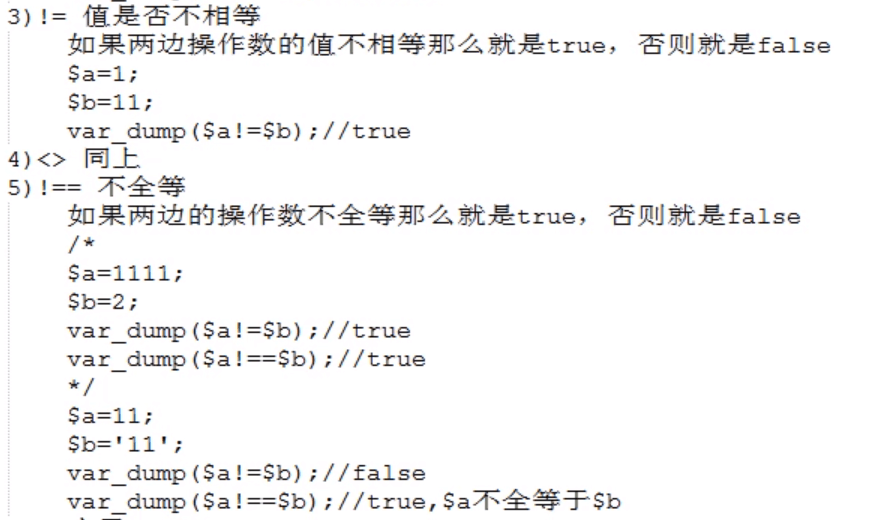 3)!= 值是否不相等
如果两边操作数的值不相等那么就是true，否则就是false
$a=1;
$b=11;
var_dump($a!=$b);//true
4)<> 同上
5)!== 不全等
如果两边的操作数不全等那么就是true，否则就是false
/*
$a=1111;
$b=2;
var_dump($a!=$b);//true
var_dump($a!==$b);//true
*/
$a=11;
$b='11';
var_dump($a!=$b);//false
var_dump($a!==$b);//true,$a不全等于$b